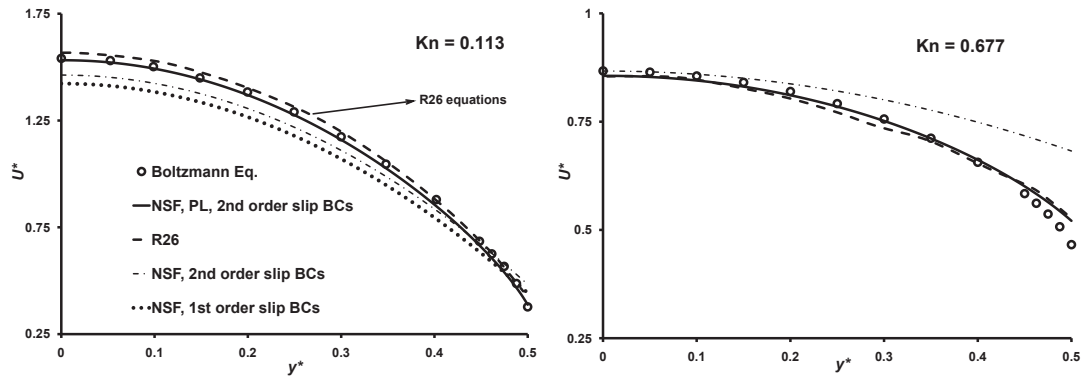 1.75
1.25
0.75
0.25
U*
Kn = 0.113
R26 equations
Boltzmann Eq.
NSF, PL, 2nd order slip BCs
R26
NSF, 2nd order slip BCs
NSF, 1st order slip BCs
0 0.1 0.2 0.3 0.4 0.5
y*
1
0.75
0.5
0.25
U*
Kn = 0.677
0 0.1 0.2 0.3 0.4 0.5
y*